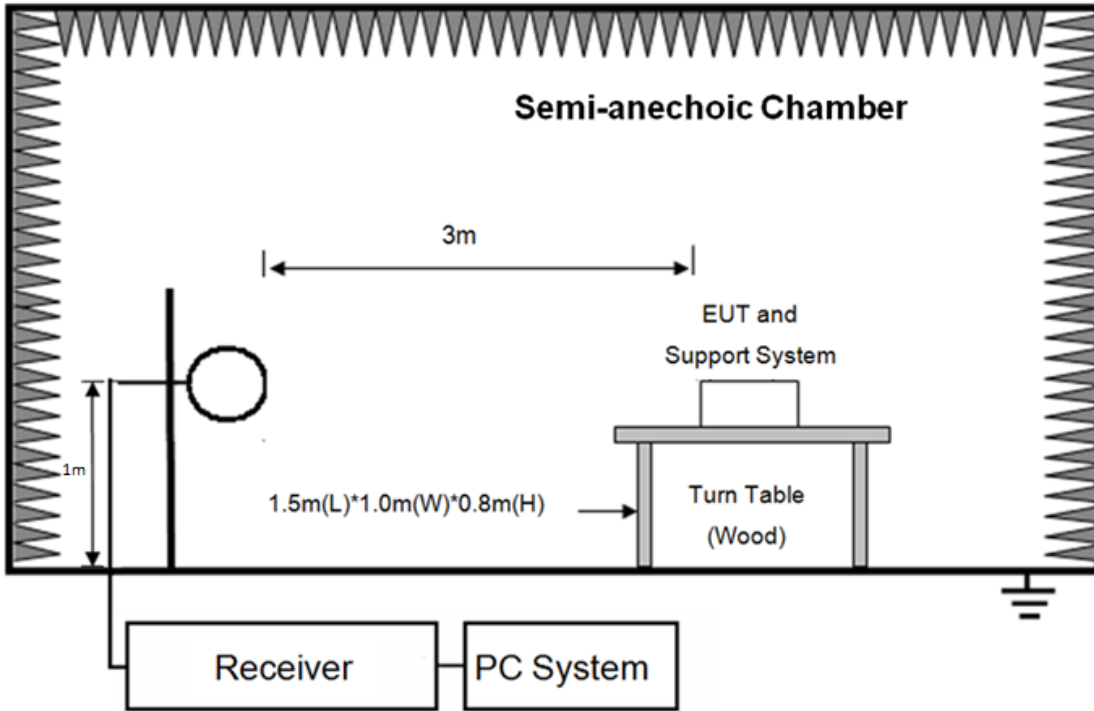 Semi-anechoic Chamber
3m
EUT and
Support System
1m
1.5m(L)*1.0m(W)*0.8m(H)
Turn Table
(Wood)
Receiver
PC System